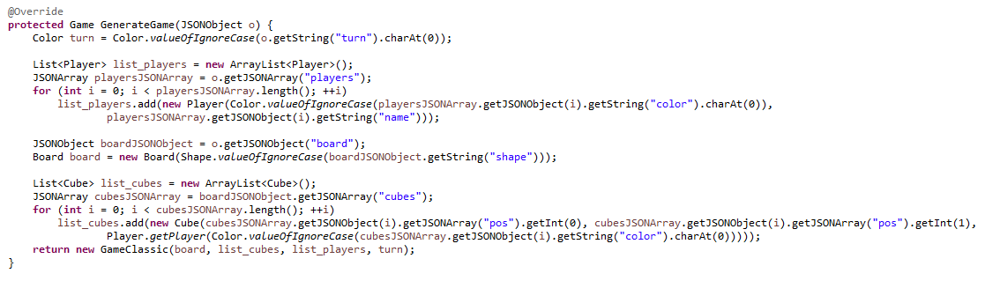 @Override
protected Game GenerateGame(JSONObject o) {
    Color turn = Color.valueOfIgnoreCase(o.getString("turn").charAt(0));

    List<Player> list_players = new ArrayList<Player>();
    JSONArray playersJSONArray = o.getJSONArray("players");
    for (int i = 0; i < playersJSONArray.length(); ++i)
        list_players.add(new Player(Color.valueOfIgnoreCase(playersJSONArray.getJSONObject(i).getString("color").charAt(0)),
                playersJSONArray.getJSONObject(i).getString("name")));

    JSONObject boardJSONObject = o.getJSONObject("board");
    Board board = new Board(Shape.valueOfIgnoreCase(boardJSONObject.getString("shape")));

    List<Cube> list_cubes = new ArrayList<Cube>();
    JSONArray cubesJSONArray = boardJSONObject.getJSONArray("cubes");
    for (int i = 0; i < cubesJSONArray.length(); ++i)
        list_cubes.add(new Cube(cubesJSONArray.getJSONObject(i).getJSONArray("pos").getInt(0), cubesJSONArray.getJSONObject(i).getJSONArray("pos").getInt(1),
                Player.getPlayer(Color.valueOfIgnoreCase(cubesJSONArray.getJSONObject(i).getString("color").charAt(0)))));
    return new GameClassic(board, list_cubes, list_players, turn);
}